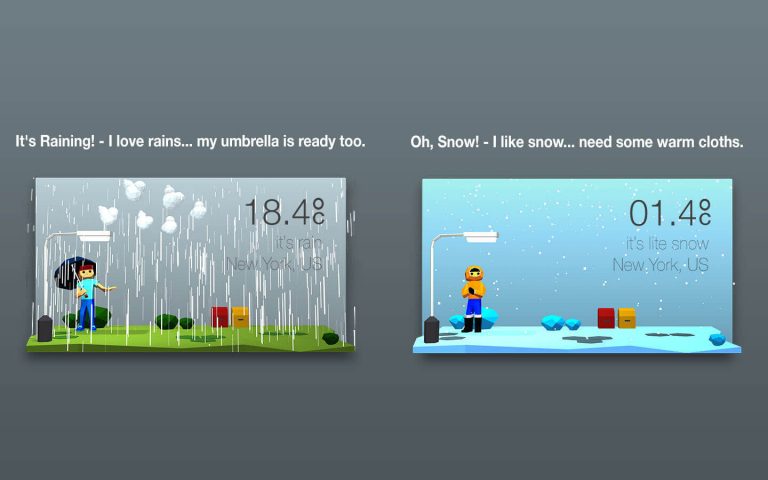 It's Raining! - I love rains... my umbrella is ready too.
18.4°C
it's rain
New York, US
Oh, Snow! - I like snow... need some warm cloths.
01.4°C
it's lite snow
New York, US